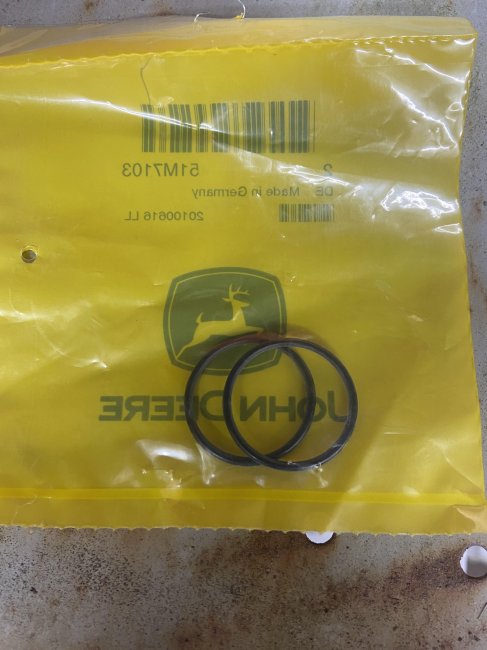 51M7103 2
DE Made in Germany
20100616 LL
JOHN DEERE